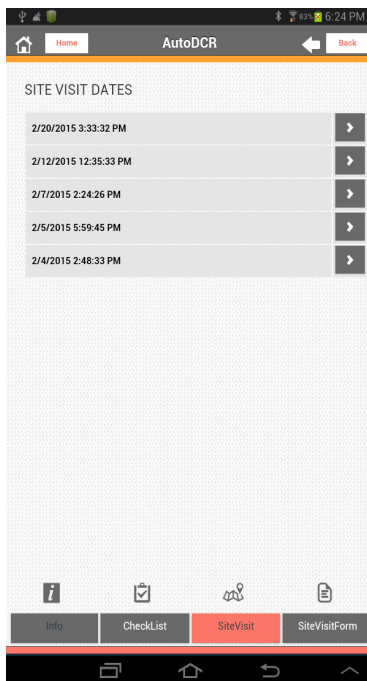 83% 6:24 PM
Home AutoDCR Back
SITE VISIT DATES
2/20/2015 3:33:32 PM
2/12/2015 12:35:33 PM
2/7/2015 2:24:26 PM
2/5/2015 5:59:45 PM
2/4/2015 2:48:33 PM
Info CheckList SiteVisit SiteVisitForm